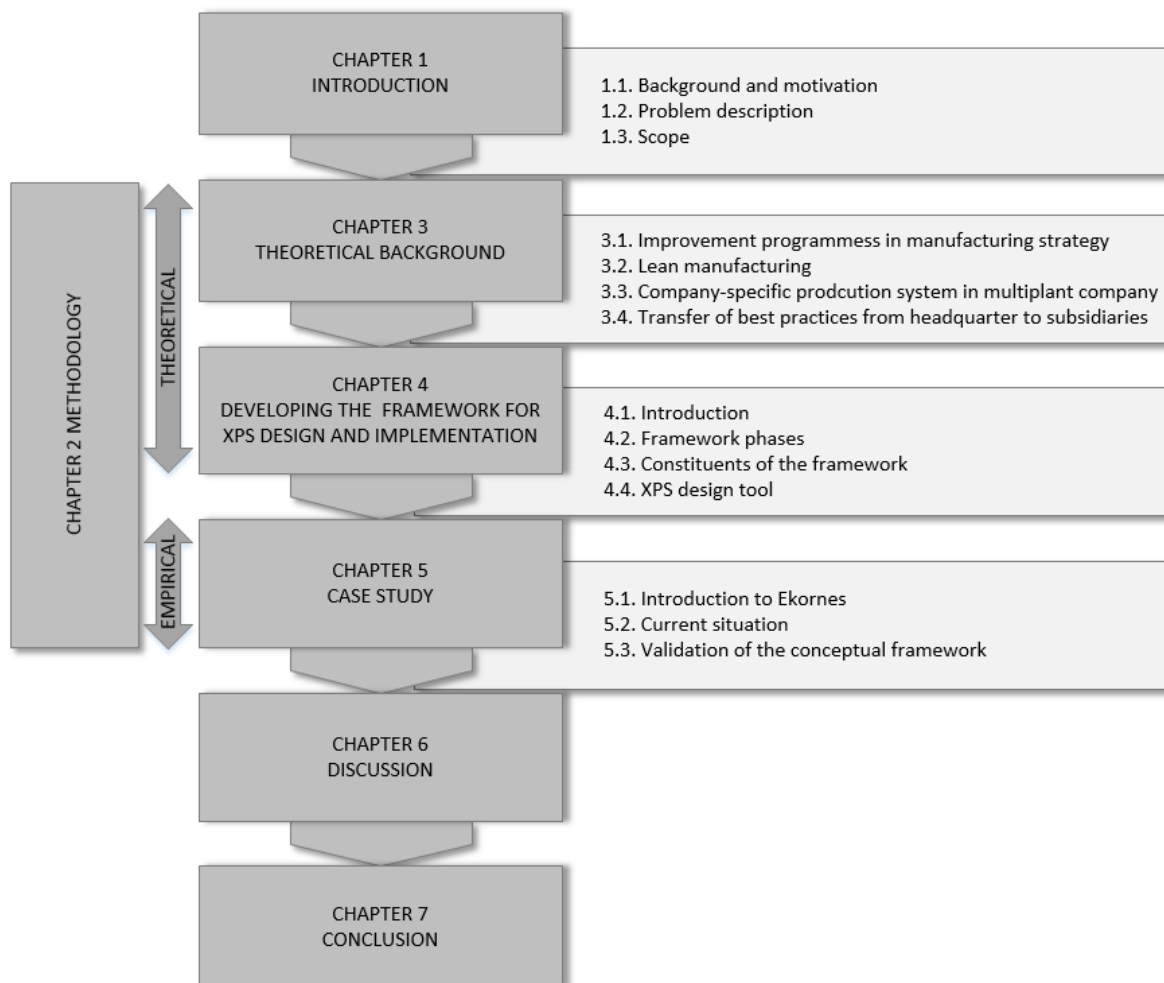 CHAPTER 1
INTRODUCTION
1.1. Background and motivation
1.2. Problem description
1.3. Scope
CHAPTER 2 METHODOLOGY
THEORETICAL
CHAPTER 3
THEORETICAL BACKGROUND
3.1. Improvement programmess in manufacturing strategy
3.2. Lean manufacturing
3.3. Company-specific prodcution system in multiplant company
3.4. Transfer of best practices from headquarter to subsidiaries
CHAPTER 4
DEVELOPING THE FRAMEWORK FOR
XPS DESIGN AND IMPLEMENTATION
4.1. Introduction
4.2. Framework phases
4.3. Constituents of the framework
4.4. XPS design tool
EMPIRICAL
CHAPTER 5
CASE STUDY
5.1. Introduction to Ekornes
5.2. Current situation
5.3. Validation of the conceptual framework
CHAPTER 6
DISCUSSION
CHAPTER 7
CONCLUSION